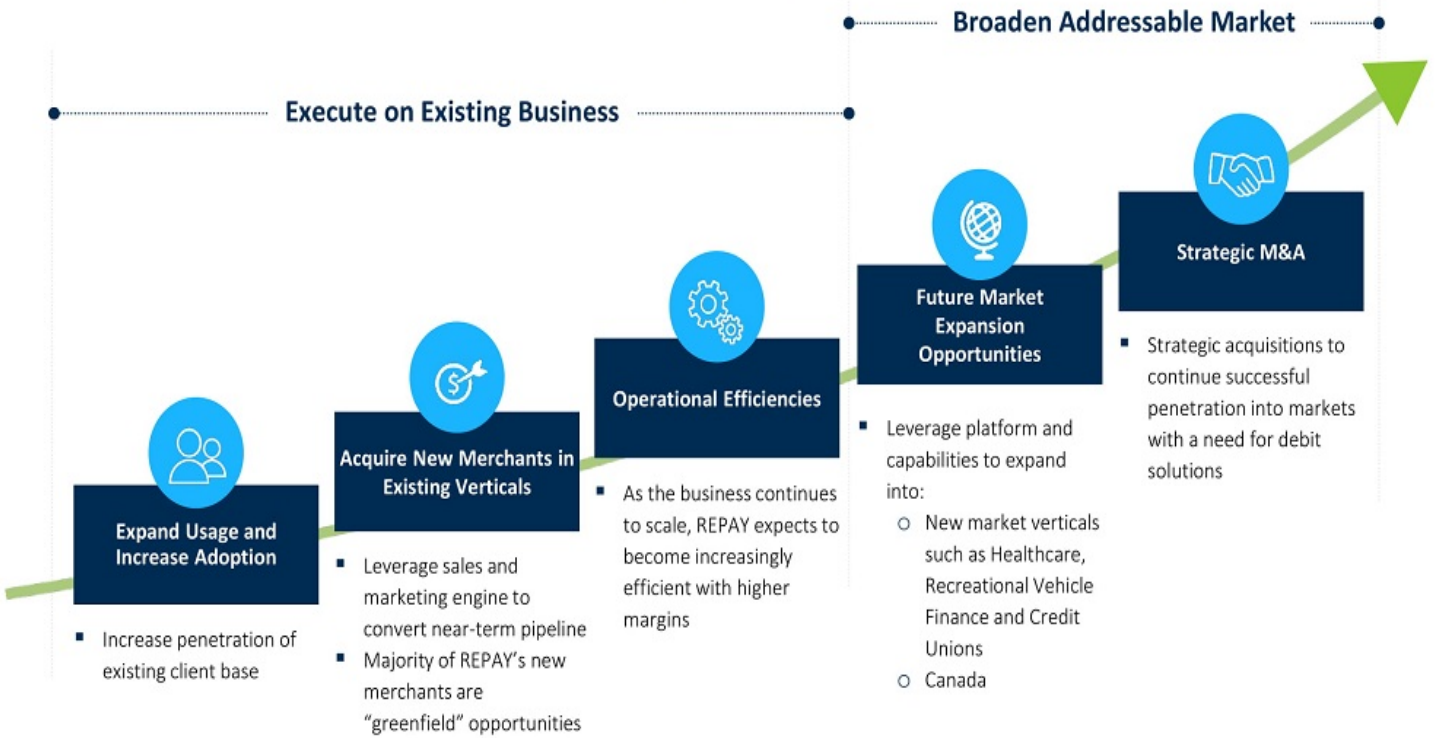 Broaden Addressable Market
Execute on Existing Business
Expand Usage and
Increase Adoption
▪ Increase penetration of
existing client base
Acquire New Merchants in
Existing Verticals
▪ Leverage sales and
marketing engine to
convert near-term pipeline
▪ Majority of REPAY’s new
merchants are
“greenfield” opportunities
Operational Efficiencies
▪ As the business continues
to scale, REPAY expects to
become increasingly
efficient with higher
margins
Future Market
Expansion
Opportunities
▪ Leverage platform and
capabilities to expand
into:
○ New market verticals
such as Healthcare,
Recreational Vehicle
Finance and Credit
Unions
○ Canada
Strategic M&A
▪ Strategic acquisitions to
continue successful
penetration into markets
with a need for debit
solutions
$